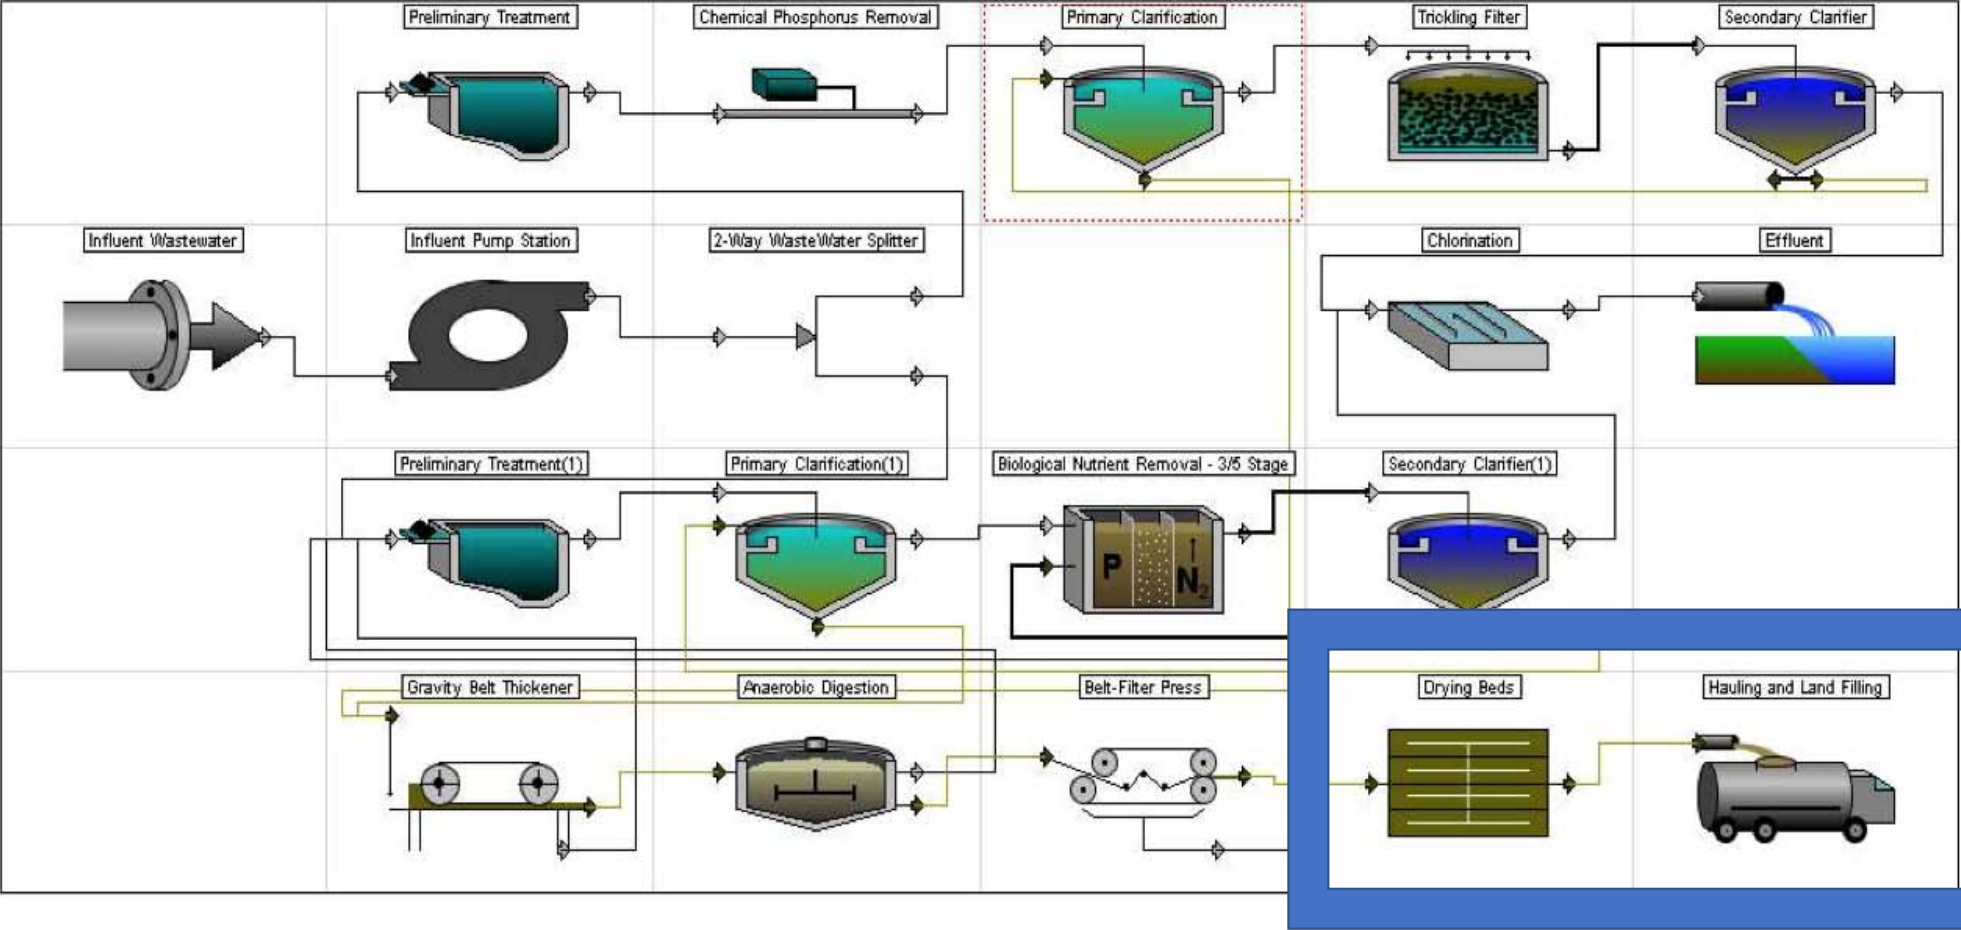 Preliminary Treatment
Chemical Phosphorus Removal
Primary Clarification
Trickling Filter
Secondary Clarifier
Influent Wastewater
Influent Pump Station
2-Way WasteWater Splitter
Chlorination
Effluent
Preliminary Treatment(1)
Primary Clarification(1)
Biological Nutrient Removal - 3/5 Stage
Secondary Clarifier(1)
P
N2
Gravity Belt Thickener
Anaerobic Digestion
Belt-Filter Press
Drying Beds
Hauling and Land Filling